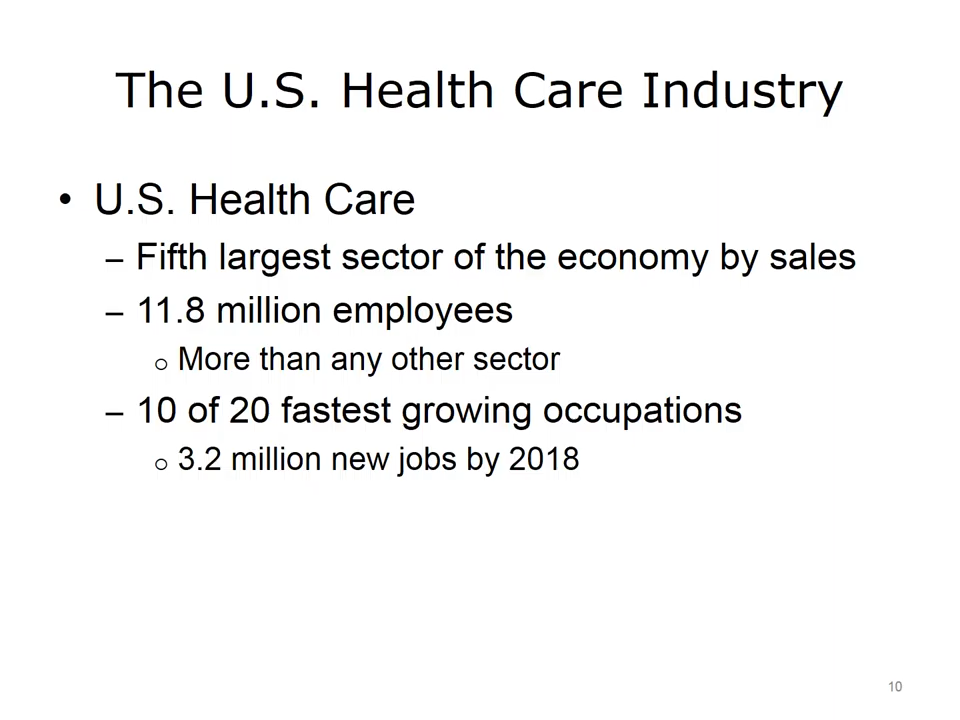 The U.S. Health Care Industry
• U.S. Health Care
– Fifth largest sector of the economy by sales
– 11.8 million employees
o More than any other sector
– 10 of 20 fastest growing occupations
o 3.2 million new jobs by 2018
10